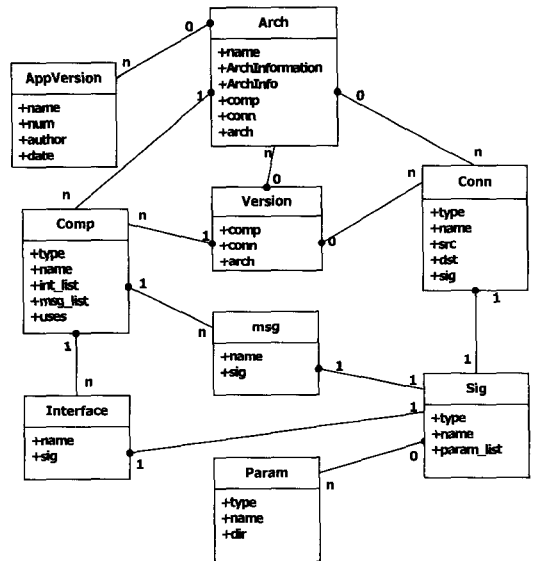 Arch
+name
+ArchInformation
+ArchInfo
+comp
+conn
+arch
0
n
1
0
n
0
n
n
AppVersion
+name
+num
+author
+date
Version
+comp
+conn
+arch
n
n
1
0
Conn
+type
+name
+src
+dst
+sig
Comp
+type
+name
+int_list
+msg_list
+uses
1
n
1
n
msg
+name
+sig
1
1
1
1
Interface
+name
+sig
1
1
Sig
+type
+name
+param_list
0
n
Param
+type
+name
+dir